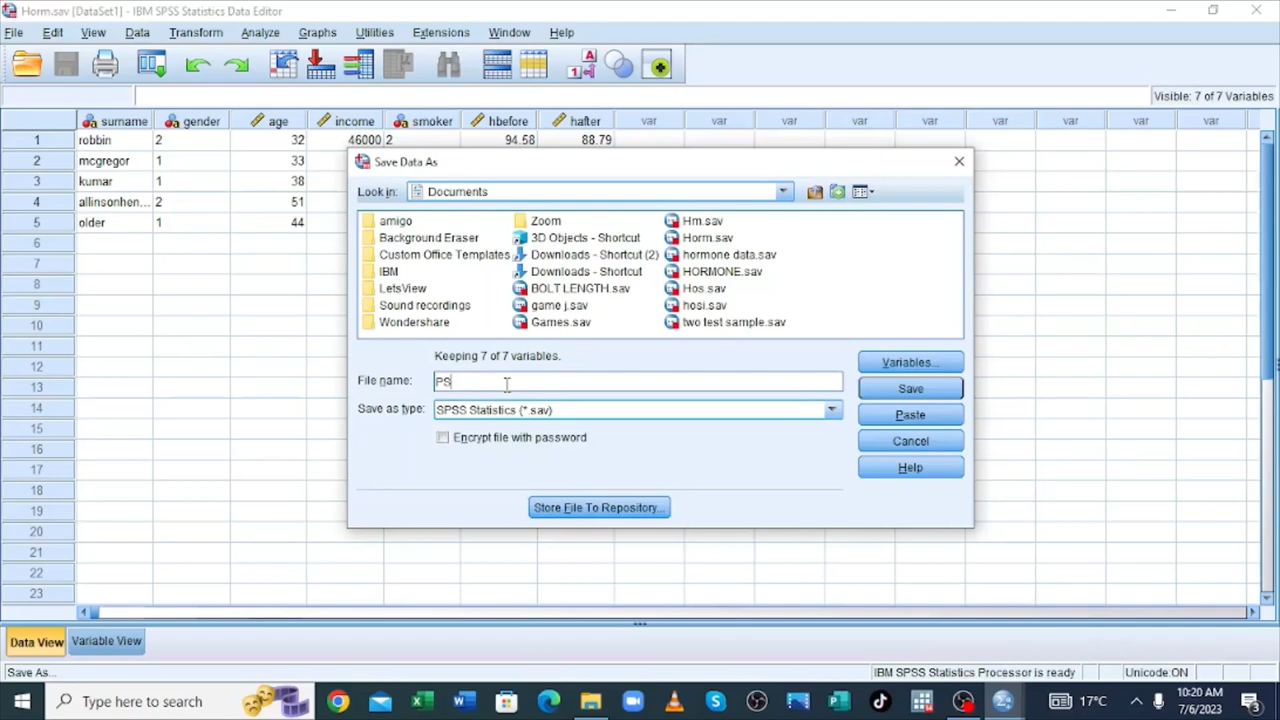 Horm.sav [DataSet1] - IBM SPSS Statistics Data Editor
File Edit View Data Transform Analyze Graphs Utilities Extensions Window Help
Visible: 7 of 7 Variables
surname gender age income smoker hbefore hafter var var var var var var var var
1 robbin 2 32 46000 2 94.58 88.79
2 mcgregor 1 33
3 kumar 1 38
4 allinsonhen... 2 51
5 older 1 44
6
7
8
9
10
11
12
13
14
15
16
17
18
19
20
21
22
23
Save Data As
Look in: Documents
amigo Zoom Hm.sav
Background Eraser 3D Objects - Shortcut Horm.sav
Custom Office Templates Downloads - Shortcut (2) hormone data.sav
IBM Downloads - Shortcut HORMONE.sav
LetsView BOLT LENGTH.sav Hos.sav
Sound recordings game j.sav hosi.sav
Wondershare Games.sav two test sample.sav
Keeping 7 of 7 variables.
Variables...
File name: PS
Save
Save as type: SPSS Statistics (*.sav)
Paste
Encrypt file with password
Cancel
Help
Store File To Repository...
Data View Variable View
Save As... IBM SPSS Statistics Processor is ready Unicode:ON
Type here to search
17°C
10:20 AM
7/6/2023
3